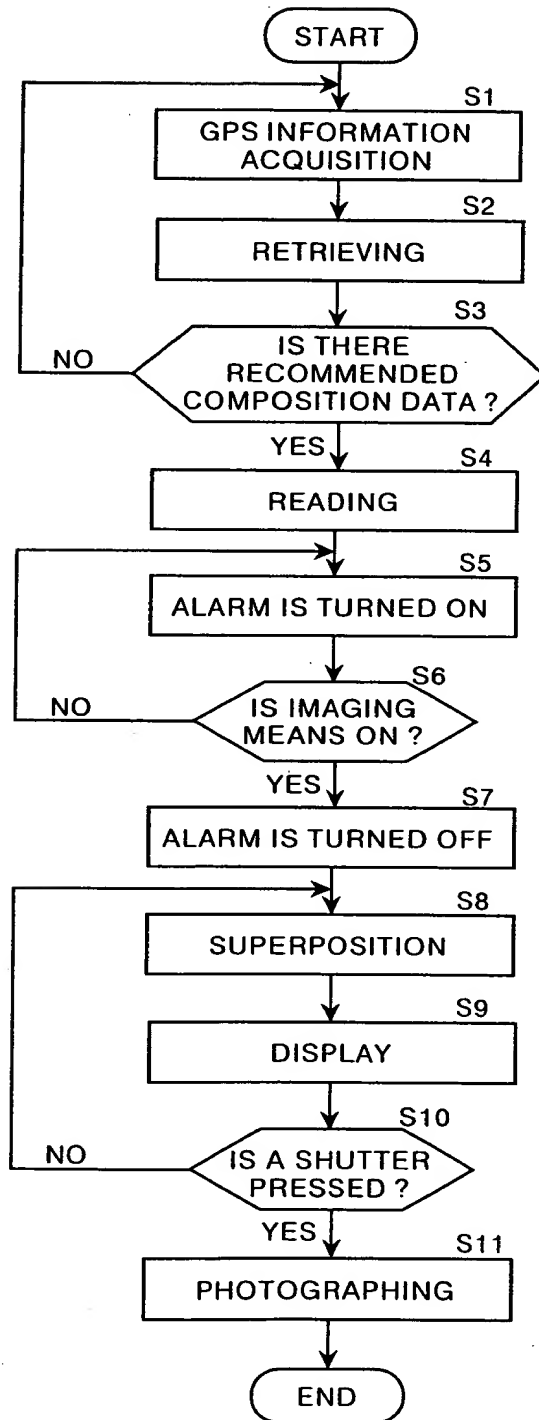 START
S1
GPS INFORMATION
ACQUISITION
S2
RETRIEVING
S3
IS THERE
RECOMMENDED
COMPOSITION DATA ?
NO
YES
S4
READING
S5
ALARM IS TURNED ON
S6
IS IMAGING
MEANS ON ?
NO
YES
S7
ALARM IS TURNED OFF
S8
SUPERPOSITION
S9
DISPLAY
S10
IS A SHUTTER
PRESSED ?
NO
YES
S11
PHOTOGRAPHING
END